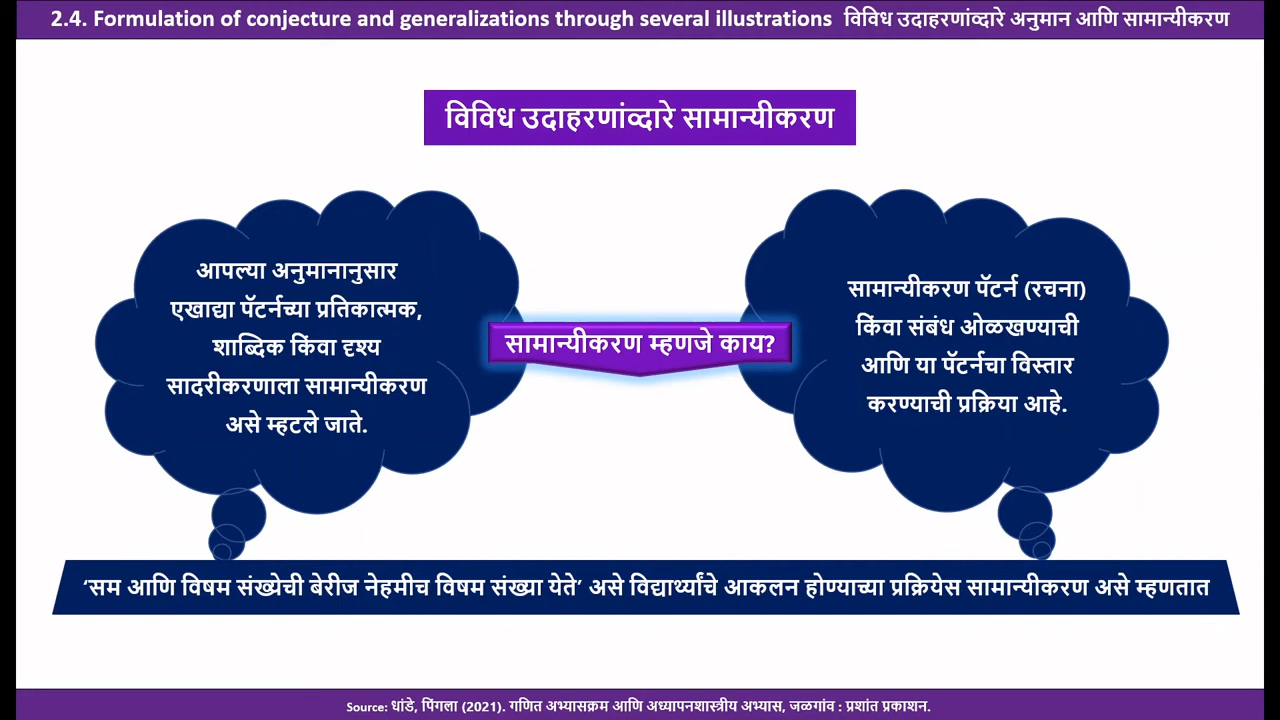 2.4. Formulation of conjecture and generalizations through several illustrations विविध उदाहरणांव्दारे अनुमान आणि सामान्यीकरण
विविध उदाहरणांव्दारे सामान्यीकरण
आपल्या अनुमानानुसार
एखाद्या पॅटर्नच्या प्रतिकात्मक,
शाब्दिक किंवा दृश्य
सादरीकरणाला सामान्यीकरण
असे म्हटले जाते.
सामान्यीकरण म्हणजे काय?
सामान्यीकरण पॅटर्न (रचना)
किंवा संबंध ओळखण्याची
आणि या पॅटर्नचा विस्तार
करण्याची प्रक्रिया आहे.
‘सम आणि विषम संख्येची बेरीज नेहमीच विषम संख्या येते’ असे विद्यार्थ्यांचे आकलन होण्याच्या प्रक्रियेस सामान्यीकरण असे म्हणतात
Source: धांडे, पिंगला (2021). गणित अभ्यासक्रम आणि अध्यापनशास्त्रीय अभ्यास, जळगांव : प्रशांत प्रकाशन.